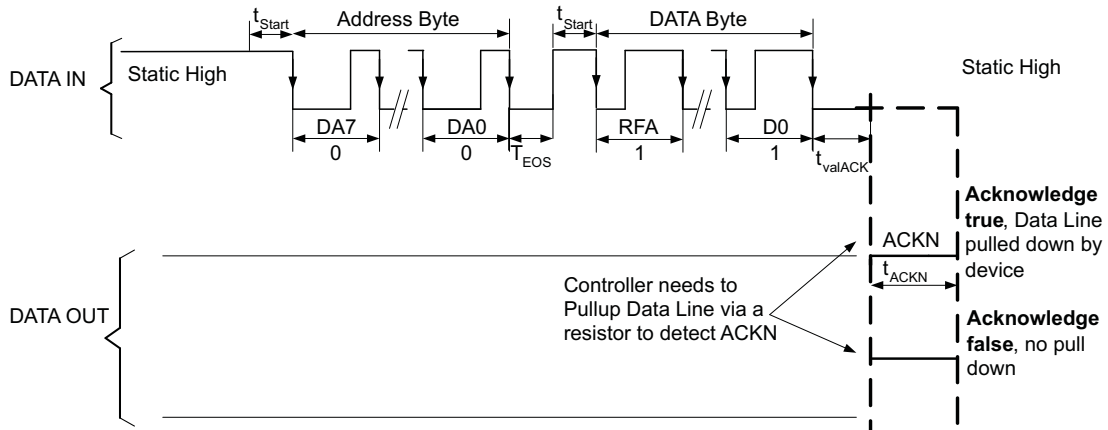 tStart
Address Byte
tStart
DATA Byte
DATA IN
Static High
Static High
DA7
0
DA0
0
TEOS
RFA
1
D0
1
tvalACK
Acknowledge
true, Data Line
pulled down by
device
ACKN
tACKN
Controller needs to
Pullup Data Line via a
resistor to detect ACKN
DATA OUT
Acknowledge
false, no pull
down